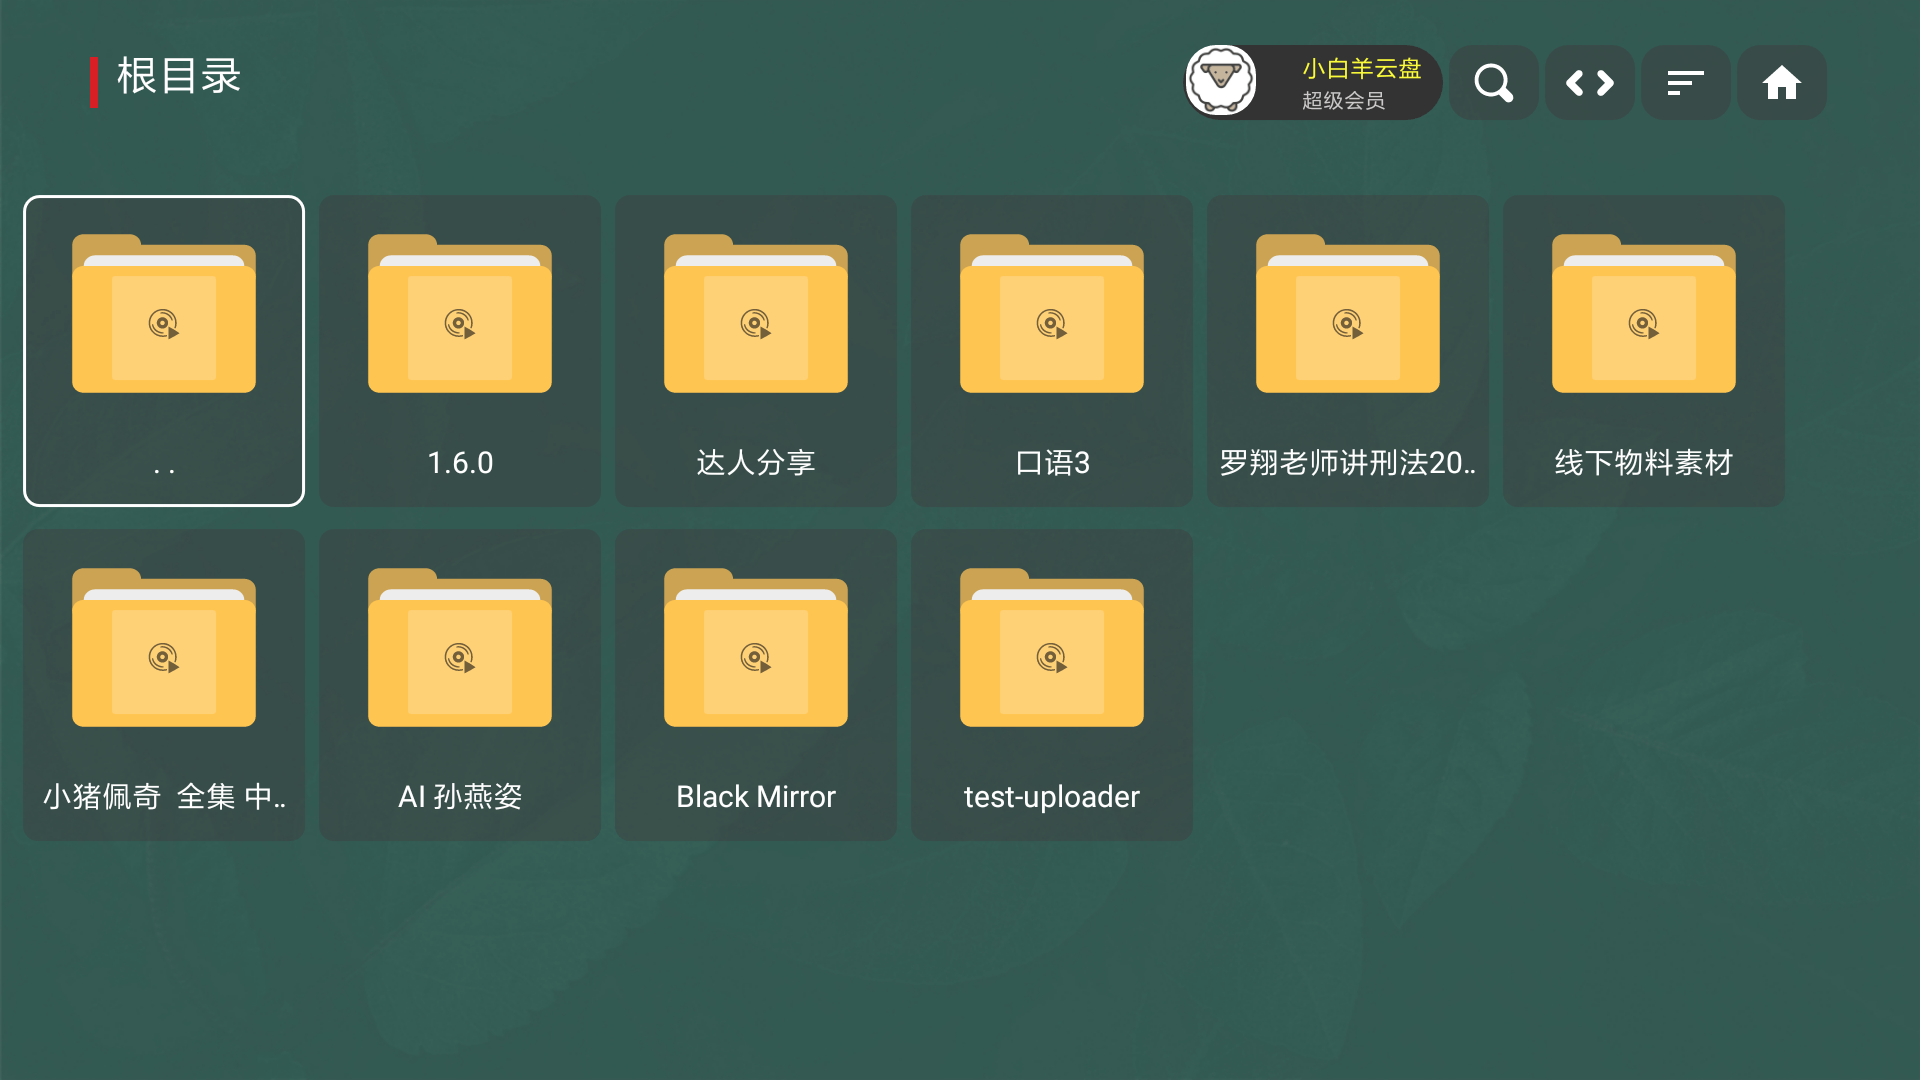 根目录
小白羊云盘
超级会员
. .
1.6.0
达人分享
口语3
罗翔老师讲刑法20..
线下物料素材
小猪佩奇  全集 中..
AI 孙燕姿
Black Mirror
test-uploader